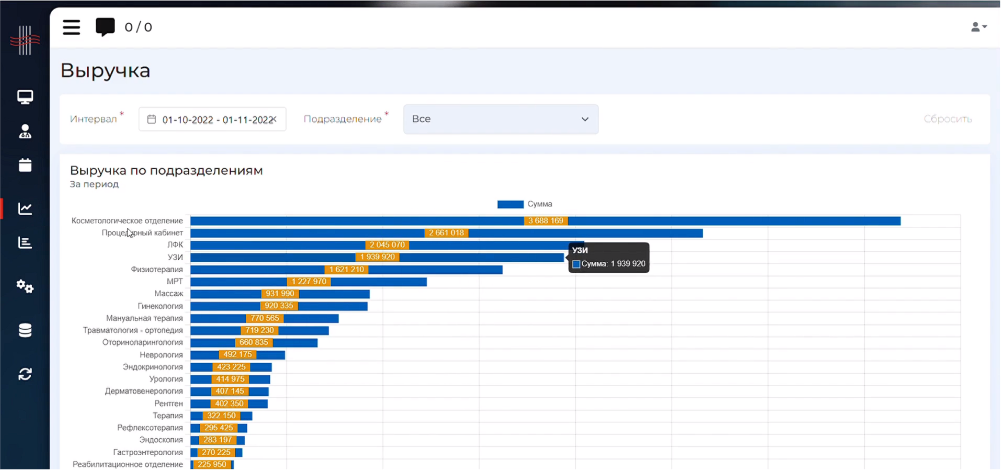 0 / 0
Выручка
Интервал * 01-10-2022 - 01-11-2022 Подразделение * Все Сбросить
Выручка по подразделениям
За период
Сумма
Косметологическое отделение 3 688 169
Процедурный кабинет 2 661 018
ЛФК 2 045 070
УЗИ
УЗИ 1 939 920
Сумма: 1 939 920
Физиотерапия 1 621 210
МРТ 1 227 970
Массаж 931 990
Гинекология 920 335
Мануальная терапия 770 565
Травматология - ортопедия 719 230
Оториноларингология 660 835
Неврология 492 175
Эндокринология 423 225
Урология 414 975
Дерматовенерология 407 145
Рентген 402 350
Терапия 322 150
Рефлексотерапия 295 425
Эндоскопия 283 197
Гастроэнтерология 270 225
Реабилитационное отделение 225 950